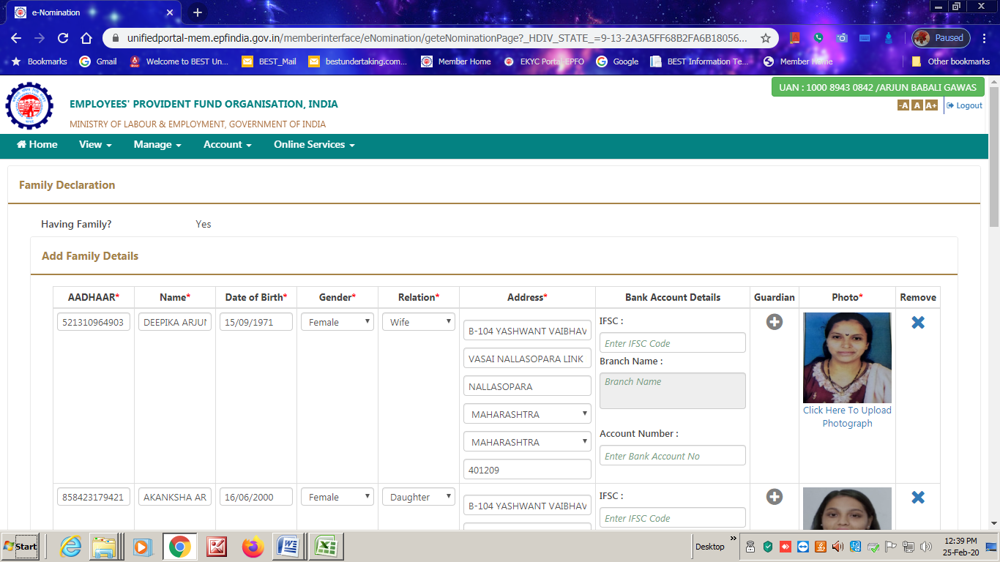 e-Nomination
unifiedportal-mem.epfindia.gov.in/memberinterface/eNomination/geteNominationPage?_HDIV_STATE_=9-13-2A3A5FF68B2FA6B18056... Paused
Bookmarks Gmail Welcome to BEST Un... BEST_Mail bestundertaking.com... Member Home EKYC Portal-EPFO Google BEST Information Te... Member Home Other bookmarks
UAN : 1000 8943 0842 /ARJUN BABALI GAWAS
EMPLOYEES' PROVIDENT FUND ORGANISATION, INDIA
-A A A+ Logout
MINISTRY OF LABOUR & EMPLOYMENT, GOVERNMENT OF INDIA
Home View Manage Account Online Services
Family Declaration
Having Family? Yes
Add Family Details
AADHAAR* Name* Date of Birth* Gender* Relation* Address* Bank Account Details Guardian Photo* Remove
521310964903 DEEPIKA ARJUN 15/09/1971 Female Wife
B-104 YASHWANT VAIBHAV
VASAI NALLASOPARA LINK
NALLASOPARA
MAHARASHTRA
MAHARASHTRA
401209
IFSC :
Enter IFSC Code
Branch Name :
Branch Name
Account Number :
Enter Bank Account No
Click Here To Upload
Photograph
858423179421 AKANKSHA AR 16/06/2000 Female Daughter
B-104 YASHWANT VAIBHAV
IFSC :
Enter IFSC Code
Start Desktop 12:39 PM
25-Feb-20